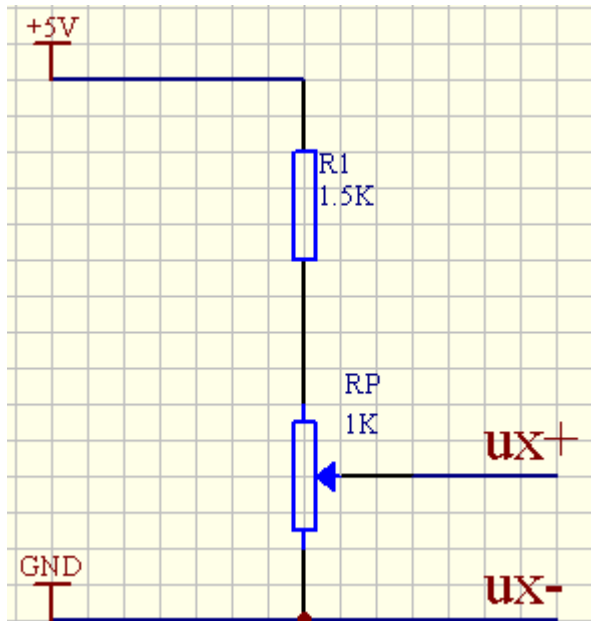 +5V
R1
1.5K
RP
1K
ux+
GND
ux-